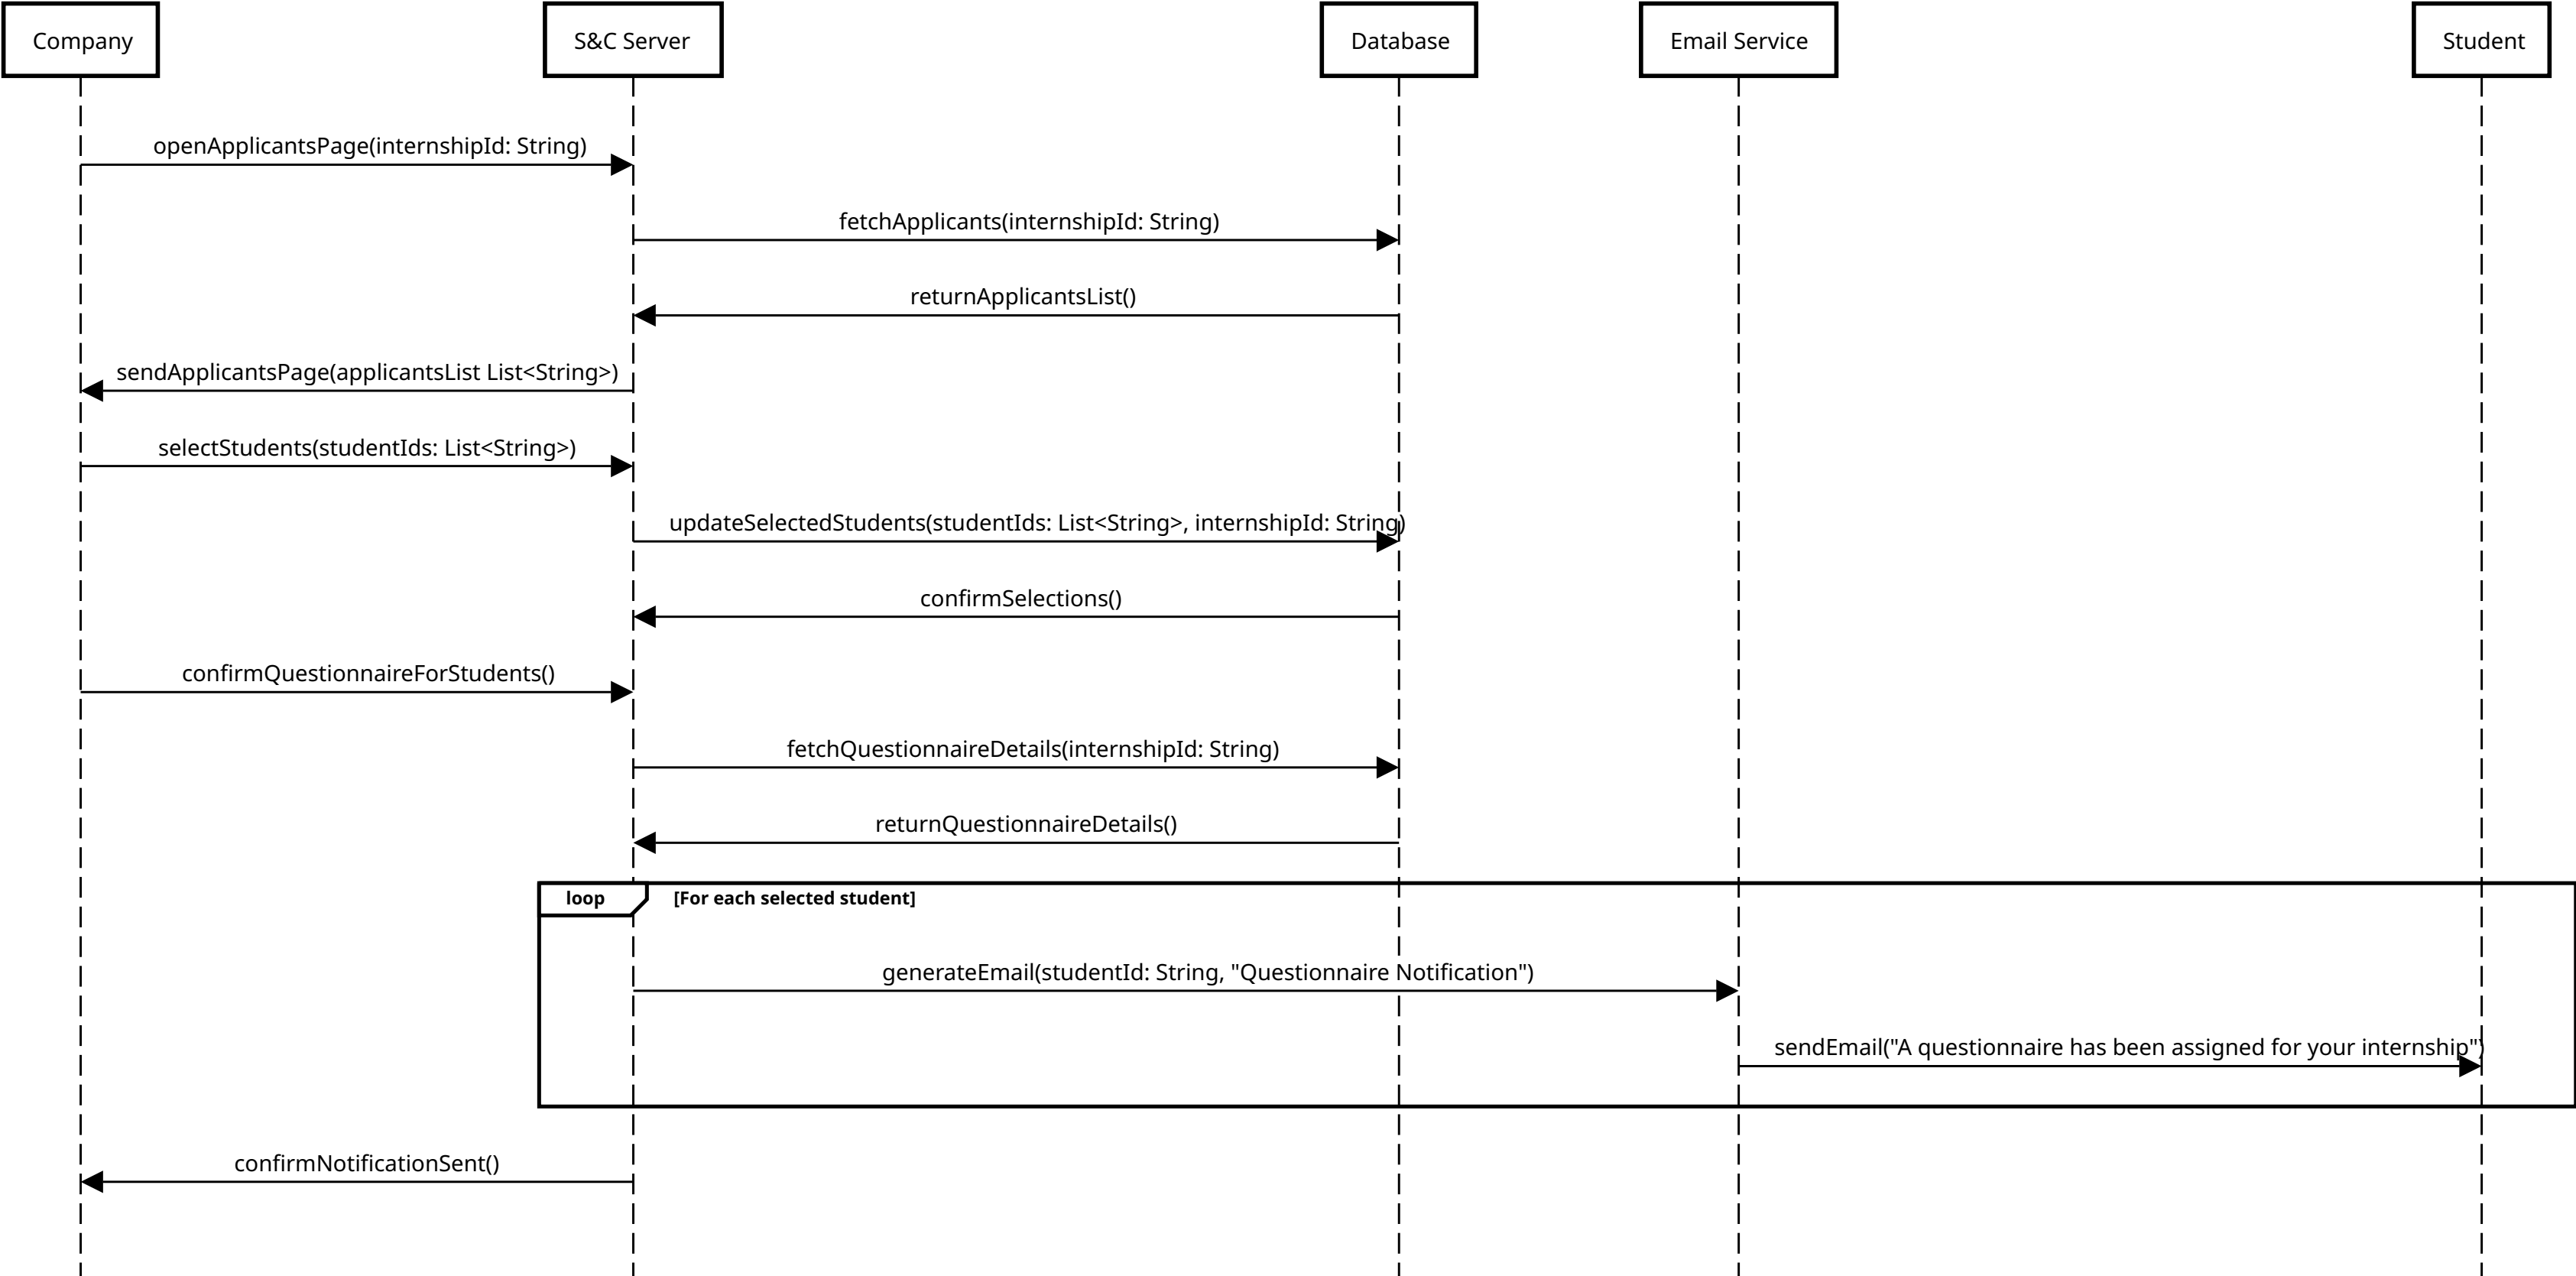 Company
S&C Server
Database
Email Service
Student
openApplicantsPage(internshipId: String)
fetchApplicants(internshipId: String)
returnApplicantsList()
sendApplicantsPage(applicantsList List<String>)
selectStudents(studentIds: List<String>)
updateSelectedStudents(studentIds: List<String>, internshipId: String)
confirmSelections()
confirmQuestionnaireForStudents()
fetchQuestionnaireDetails(internshipId: String)
returnQuestionnaireDetails()
loop
[For each selected student]
generateEmail(studentId: String, "Questionnaire Notification")
sendEmail("A questionnaire has been assigned for your internship")
confirmNotificationSent()